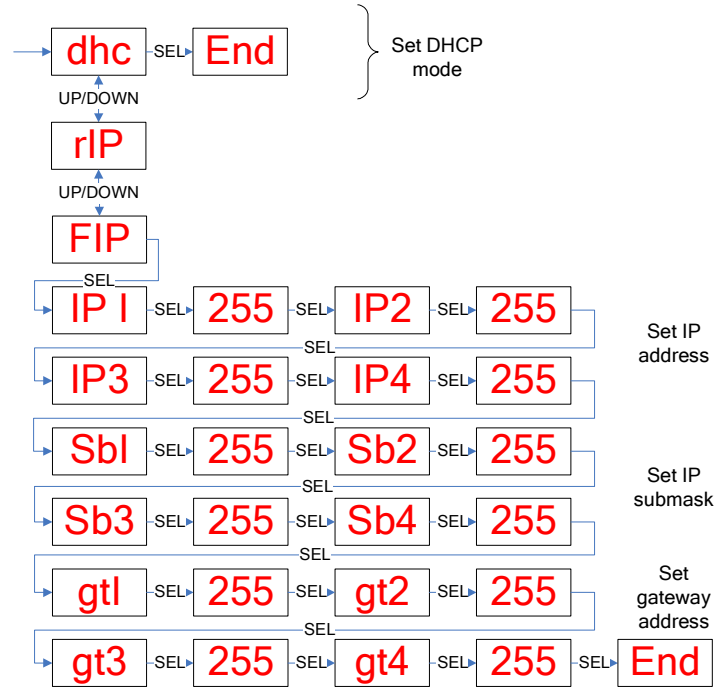 dhc SEL End Set DHCP
mode
UP/DOWN
rIP
UP/DOWN
FIP
SEL
IP I SEL 255 SEL IP2 SEL 255
SEL
Set IP
address
IP3 SEL 255 SEL IP4 SEL 255
SEL
SbI SEL 255 SEL Sb2 SEL 255
SEL
Set IP
submask
Sb3 SEL 255 SEL Sb4 SEL 255
SEL
gtI SEL 255 SEL gt2 SEL 255
SEL
Set
gateway
address
gt3 SEL 255 SEL gt4 SEL 255 SEL End